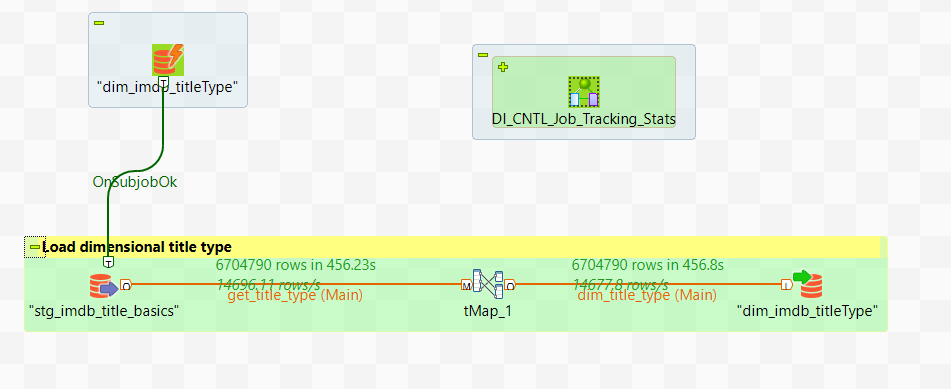 "dim_imdb_titleType"
DI_CNTL_Job_Tracking_Stats
OnSubjobOk
Load dimensional title type
6704790 rows in 456.23s
14696.11 rows/s
get_title_type (Main)
6704790 rows in 456.8s
14677.8 rows/s
dim_title_type (Main)
"stg_imdb_title_basics"
tMap_1
"dim_imdb_titleType"